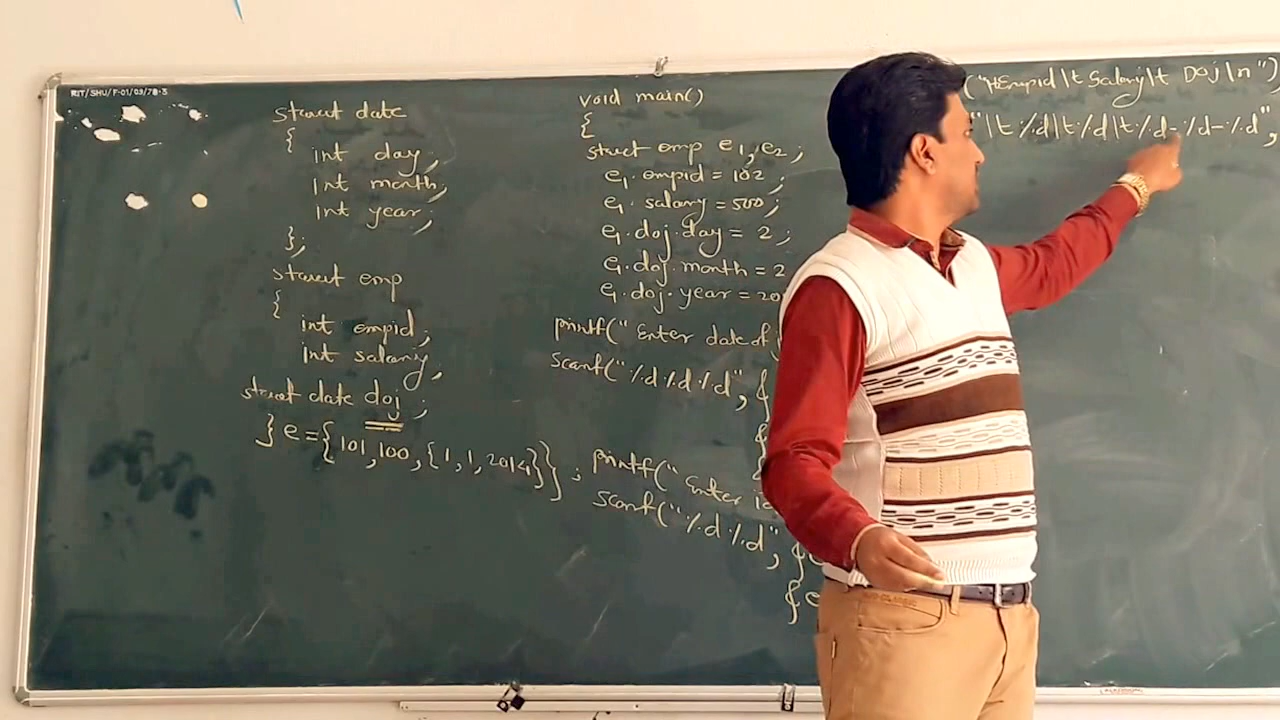 RIT/SHU/F-01/03/78-3
struct date
{
int day;
int month;
int year;
};
struct emp
{
int empid;
int salary;
struct date doj;
} e={101,100,{1,1,2014}};
void main()
{
struct emp e1,e2;
e1.empid = 102;
e1.salary = 500;
e1.doj.day = 2;
e1.doj.month = 2
e1.doj.year = 20
printf(" Enter date of
scanf("%d%d%d", &
&
printf(" Enter
scanf("%d%d", &
&e
("\tEmpid\t Salary\t Doj\n")
"\t%d\t%d\t%d-%d-%d",